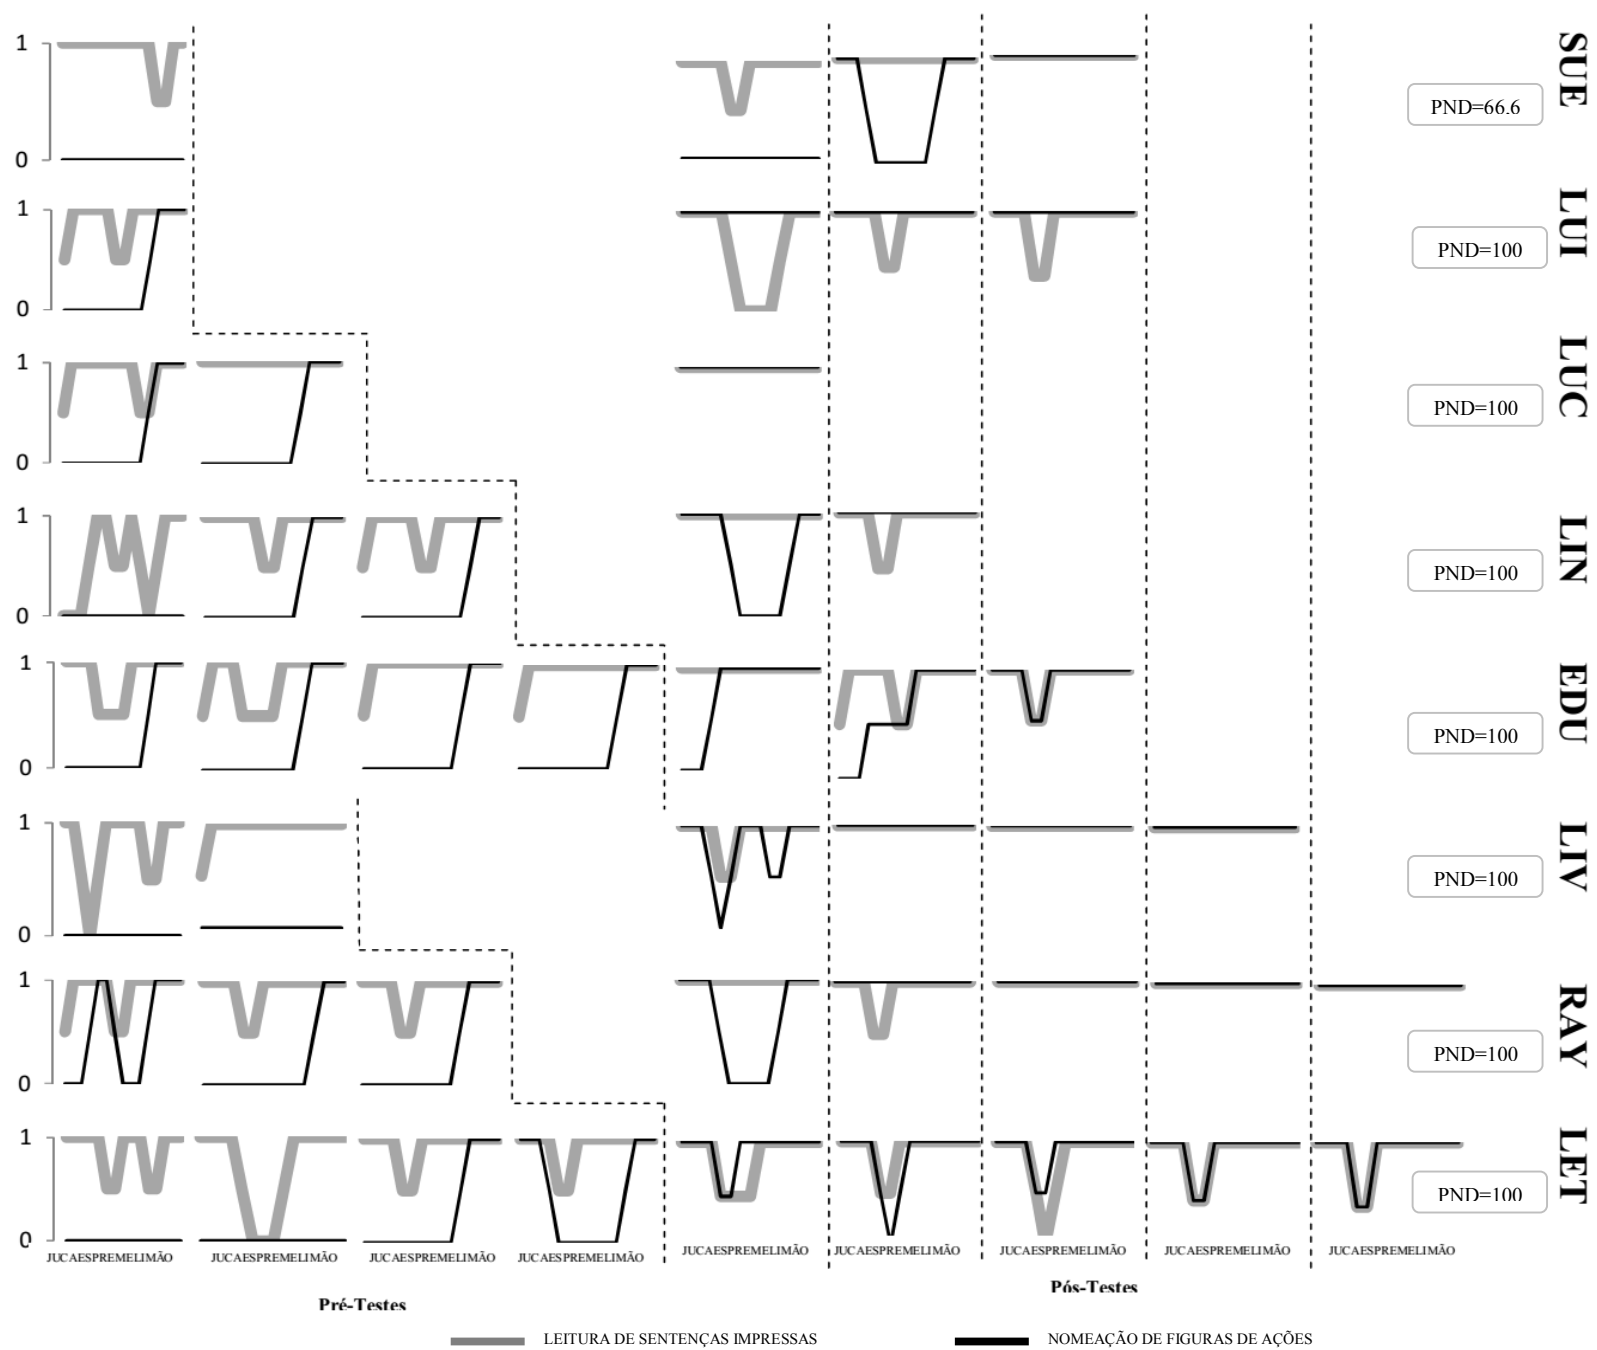 1
0
SUE
PND=66.6
1
0
LUI
PND=100
1
0
LUC
PND=100
1
0
LIN
PND=100
1
0
EDU
PND=100
1
0
LIV
PND=100
1
0
RAY
PND=100
1
0
LET
PND=100
JUCAESPREMELIMÃO JUCAESPREMELIMÃO JUCAESPREMELIMÃO JUCAESPREMELIMÃO JUCAESPREMELIMÃO JUCAESPREMELIMÃO JUCAESPREMELIMÃO JUCAESPREMELIMÃO JUCAESPREMELIMÃO
Pré-Testes Pós-Testes
LEITURA DE SENTENÇAS IMPRESSAS NOMEAÇÃO DE FIGURAS DE AÇÕES